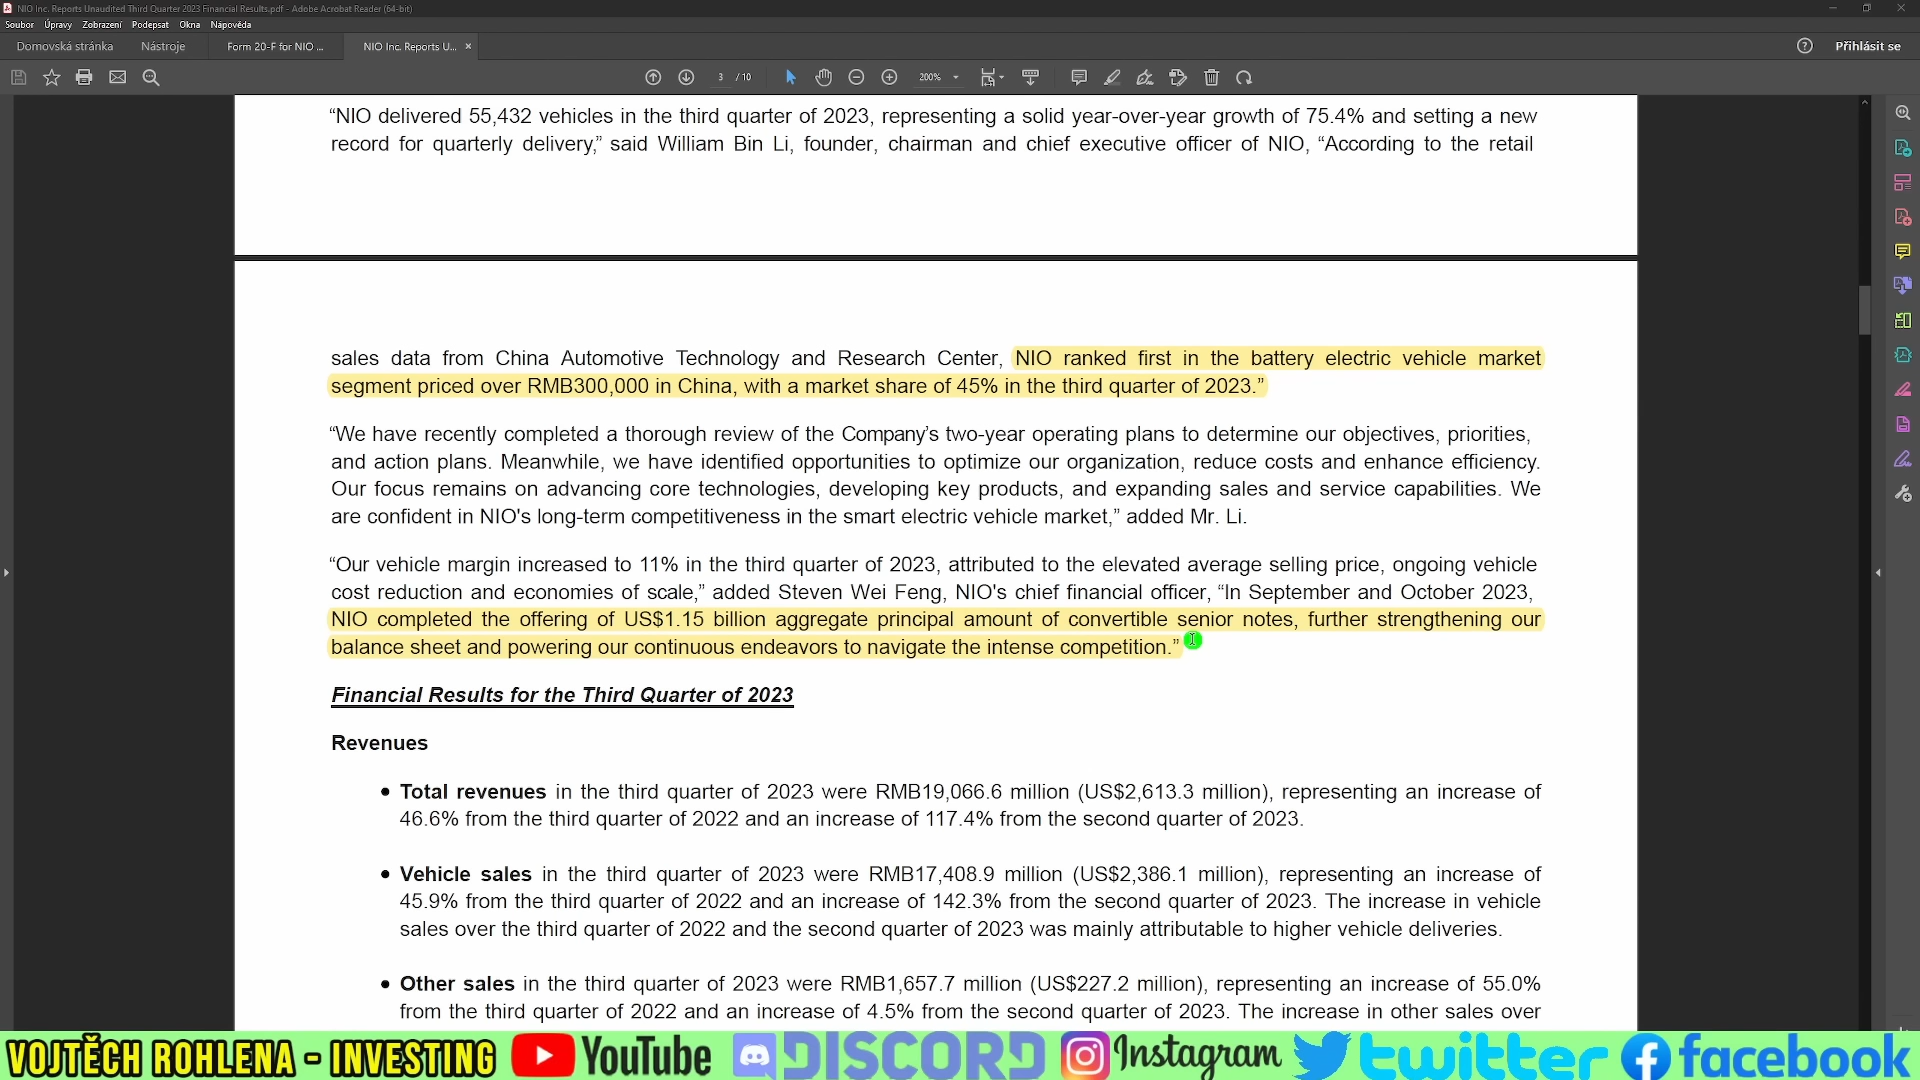 NIO Inc. Reports Unaudited Third Quarter 2023 Financial Results.pdf - Adobe Acrobat Reader (64-bit)
Soubor Úpravy Zobrazení Podepsat Okna Nápověda
Domovská stránka Nástroje Form 20-F for NIO ... NIO Inc. Reports U... × Přihlásit se
3 / 10 200%
“NIO delivered 55,432 vehicles in the third quarter of 2023, representing a solid year-over-year growth of 75.4% and setting a new
record for quarterly delivery,” said William Bin Li, founder, chairman and chief executive officer of NIO, “According to the retail
sales data from China Automotive Technology and Research Center, NIO ranked first in the battery electric vehicle market
segment priced over RMB300,000 in China, with a market share of 45% in the third quarter of 2023.”
“We have recently completed a thorough review of the Company’s two-year operating plans to determine our objectives, priorities,
and action plans. Meanwhile, we have identified opportunities to optimize our organization, reduce costs and enhance efficiency.
Our focus remains on advancing core technologies, developing key products, and expanding sales and service capabilities. We
are confident in NIO's long-term competitiveness in the smart electric vehicle market,” added Mr. Li.
“Our vehicle margin increased to 11% in the third quarter of 2023, attributed to the elevated average selling price, ongoing vehicle
cost reduction and economies of scale,” added Steven Wei Feng, NIO's chief financial officer, “In September and October 2023,
NIO completed the offering of US$1.15 billion aggregate principal amount of convertible senior notes, further strengthening our
balance sheet and powering our continuous endeavors to navigate the intense competition.”
Financial Results for the Third Quarter of 2023
Revenues
• Total revenues in the third quarter of 2023 were RMB19,066.6 million (US$2,613.3 million), representing an increase of
46.6% from the third quarter of 2022 and an increase of 117.4% from the second quarter of 2023.
• Vehicle sales in the third quarter of 2023 were RMB17,408.9 million (US$2,386.1 million), representing an increase of
45.9% from the third quarter of 2022 and an increase of 142.3% from the second quarter of 2023. The increase in vehicle
sales over the third quarter of 2022 and the second quarter of 2023 was mainly attributable to higher vehicle deliveries.
• Other sales in the third quarter of 2023 were RMB1,657.7 million (US$227.2 million), representing an increase of 55.0%
from the third quarter of 2022 and an increase of 4.5% from the second quarter of 2023. The increase in other sales over
VOJTĚCH ROHLENA - INVESTING YouTube DISCORD Instagram twitter facebook